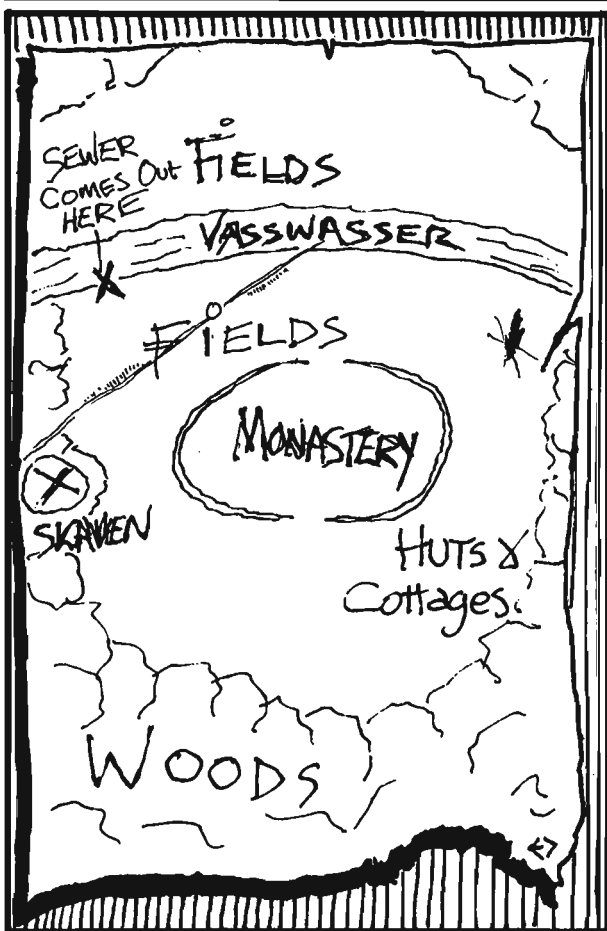 SEWER
COMES Out
HERE
FIELDS
VASSWASSER
FIELDS
MONASTERY
SKAVEN
HUTS &
Cottages.
WOODS